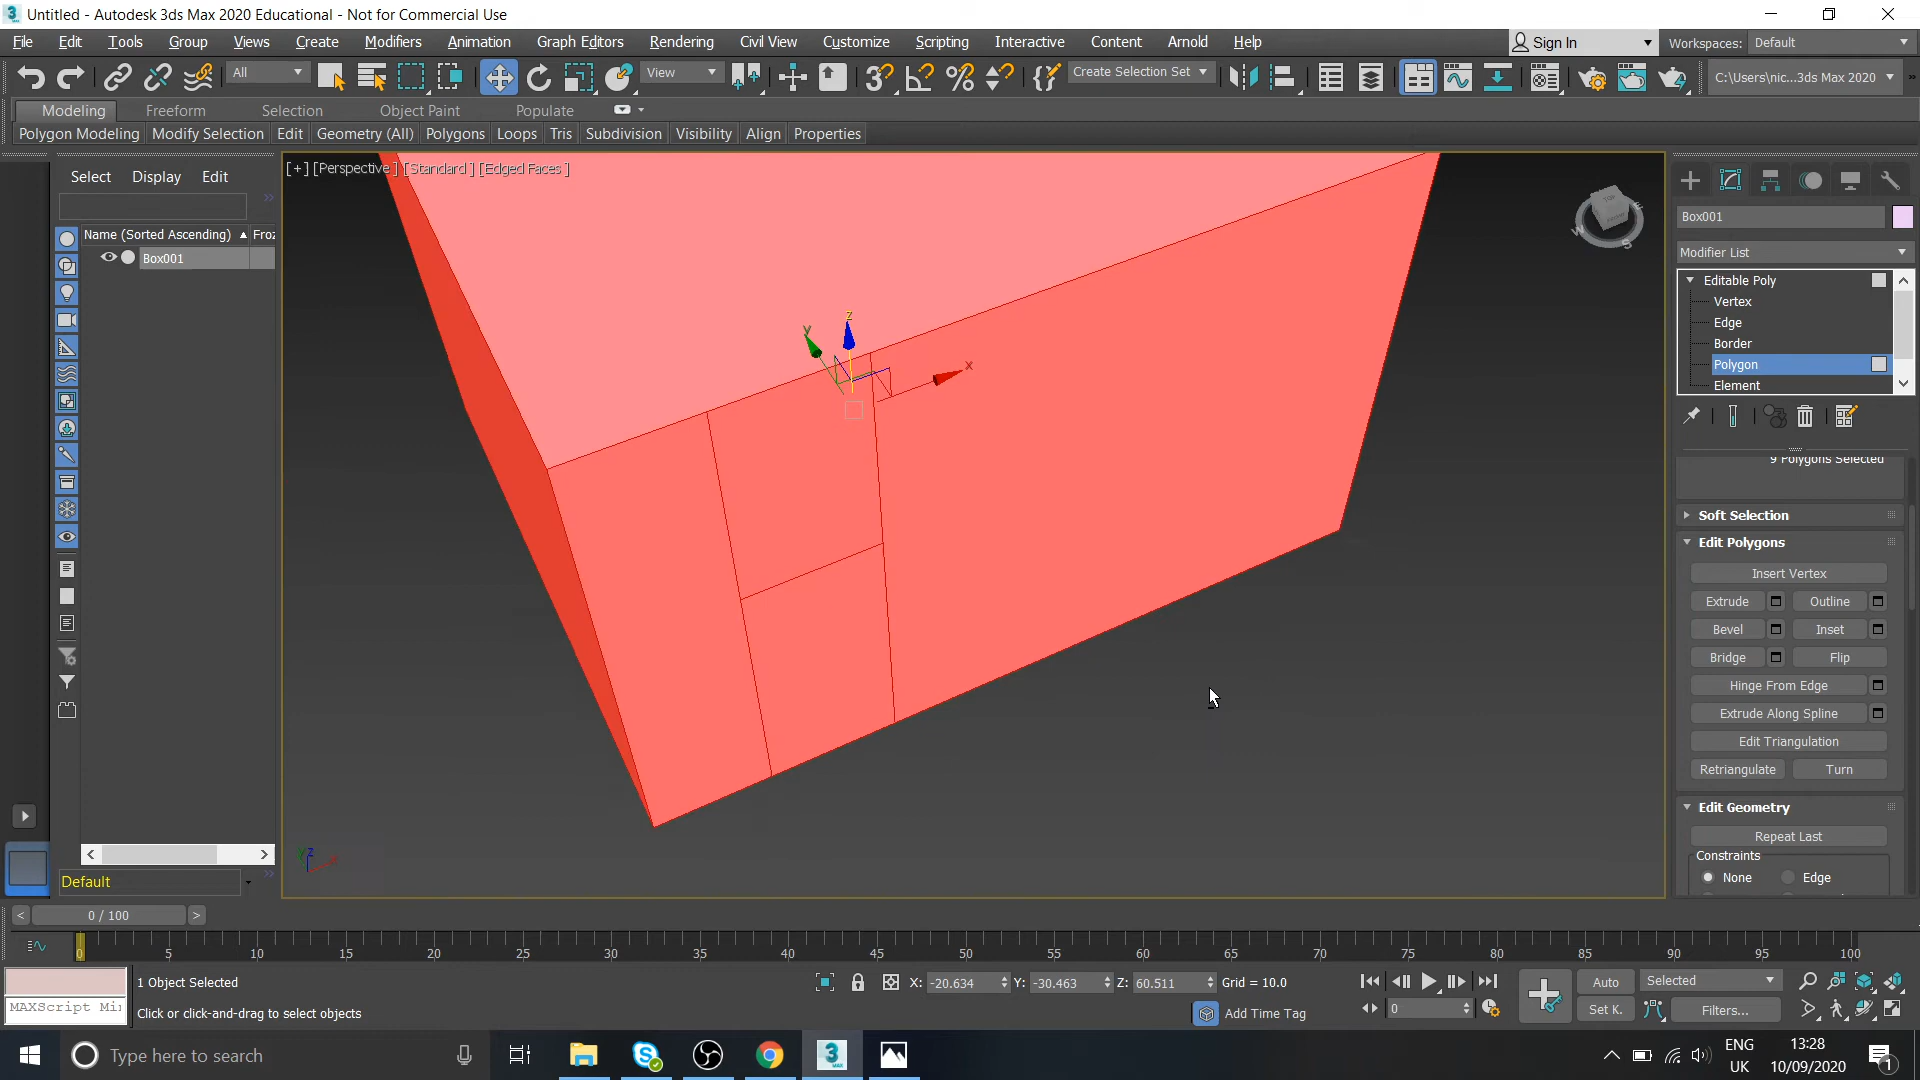 Untitled - Autodesk 3ds Max 2020 Educational - Not for Commercial Use
File Edit Tools Group Views Create Modifiers Animation Graph Editors Rendering Civil View Customize Scripting Interactive Content Arnold Help
Sign In Workspaces: Default
All View Create Selection Set C:\Users\nic...3ds Max 2020
Modeling Freeform Selection Object Paint Populate
Polygon Modeling Modify Selection Edit Geometry (All) Polygons Loops Tris Subdivision Visibility Align Properties
Select Display Edit
[+] [Perspective ] [Standard ] [Edged Faces ]
Name (Sorted Ascending) Froz
Box001
Box001
Modifier List
Editable Poly
Vertex
Edge
Border
Polygon
Element
z
y
x
TOP
W
S
9 Polygons Selected
Soft Selection
Edit Polygons
Insert Vertex
Extrude Outline
Bevel Inset
Bridge Flip
Hinge From Edge
Extrude Along Spline
Edit Triangulation
Retriangulate Turn
Edit Geometry
Repeat Last
Constraints
None Edge
Default
0 / 100
0 5 10 15 20 25 30 35 40 45 50 55 60 65 70 75 80 85 90 95 100
1 Object Selected
X: -20.634 Y: -30.463 Z: 60.511 Grid = 10.0
Auto Selected
MAXScript Mi
Click or click-and-drag to select objects
Add Time Tag
0
Set K. Filters...
Type here to search
ENG
UK
13:28
10/09/2020
1